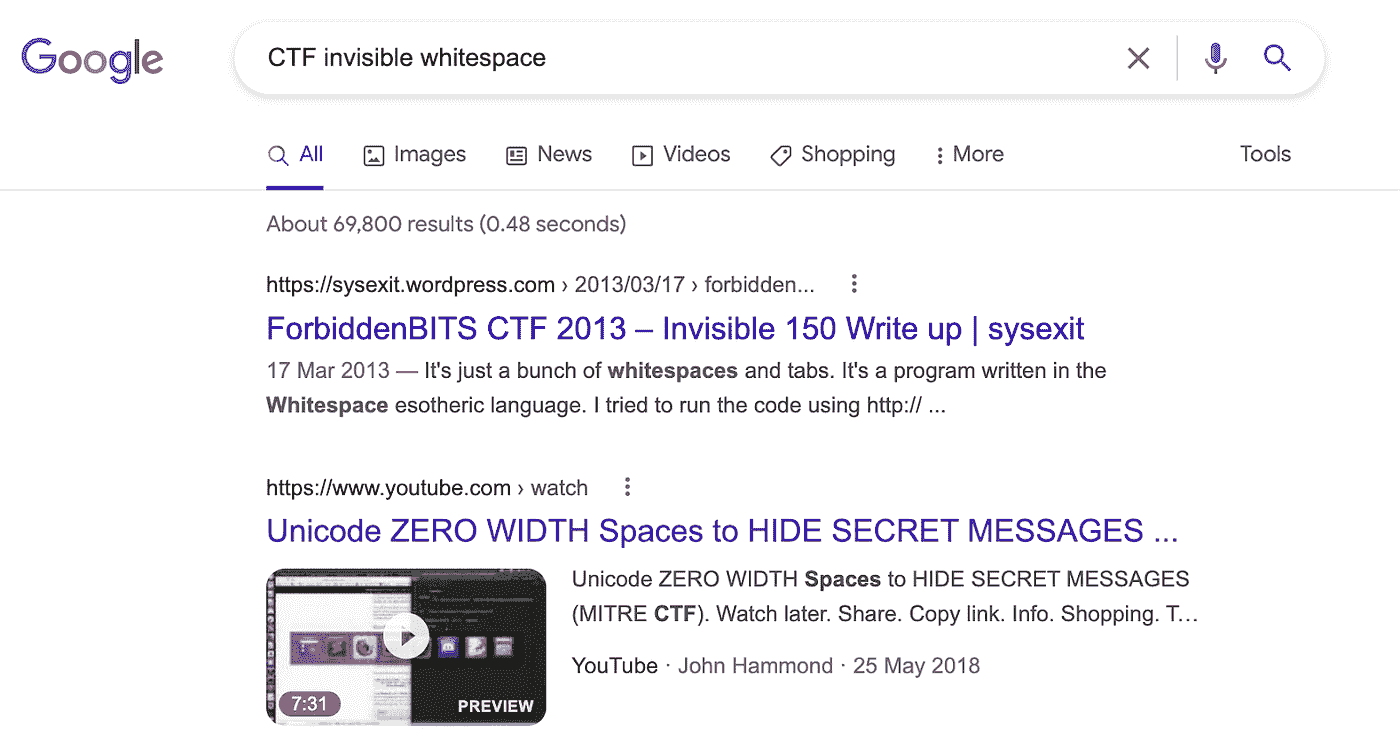 Google
CTF invisible whitespace
All Images News Videos Shopping More Tools
About 69,800 results (0.48 seconds)
https://sysexit.wordpress.com › 2013/03/17 › forbidden...
ForbiddenBITS CTF 2013 – Invisible 150 Write up | sysexit
17 Mar 2013 — It's just a bunch of whitespaces and tabs. It's a program written in the
Whitespace esotheric language. I tried to run the code using http:// ...
https://www.youtube.com › watch
Unicode ZERO WIDTH Spaces to HIDE SECRET MESSAGES ...
Unicode ZERO WIDTH Spaces to HIDE SECRET MESSAGES
(MITRE CTF). Watch later. Share. Copy link. Info. Shopping. T...
YouTube · John Hammond · 25 May 2018
7:31
PREVIEW